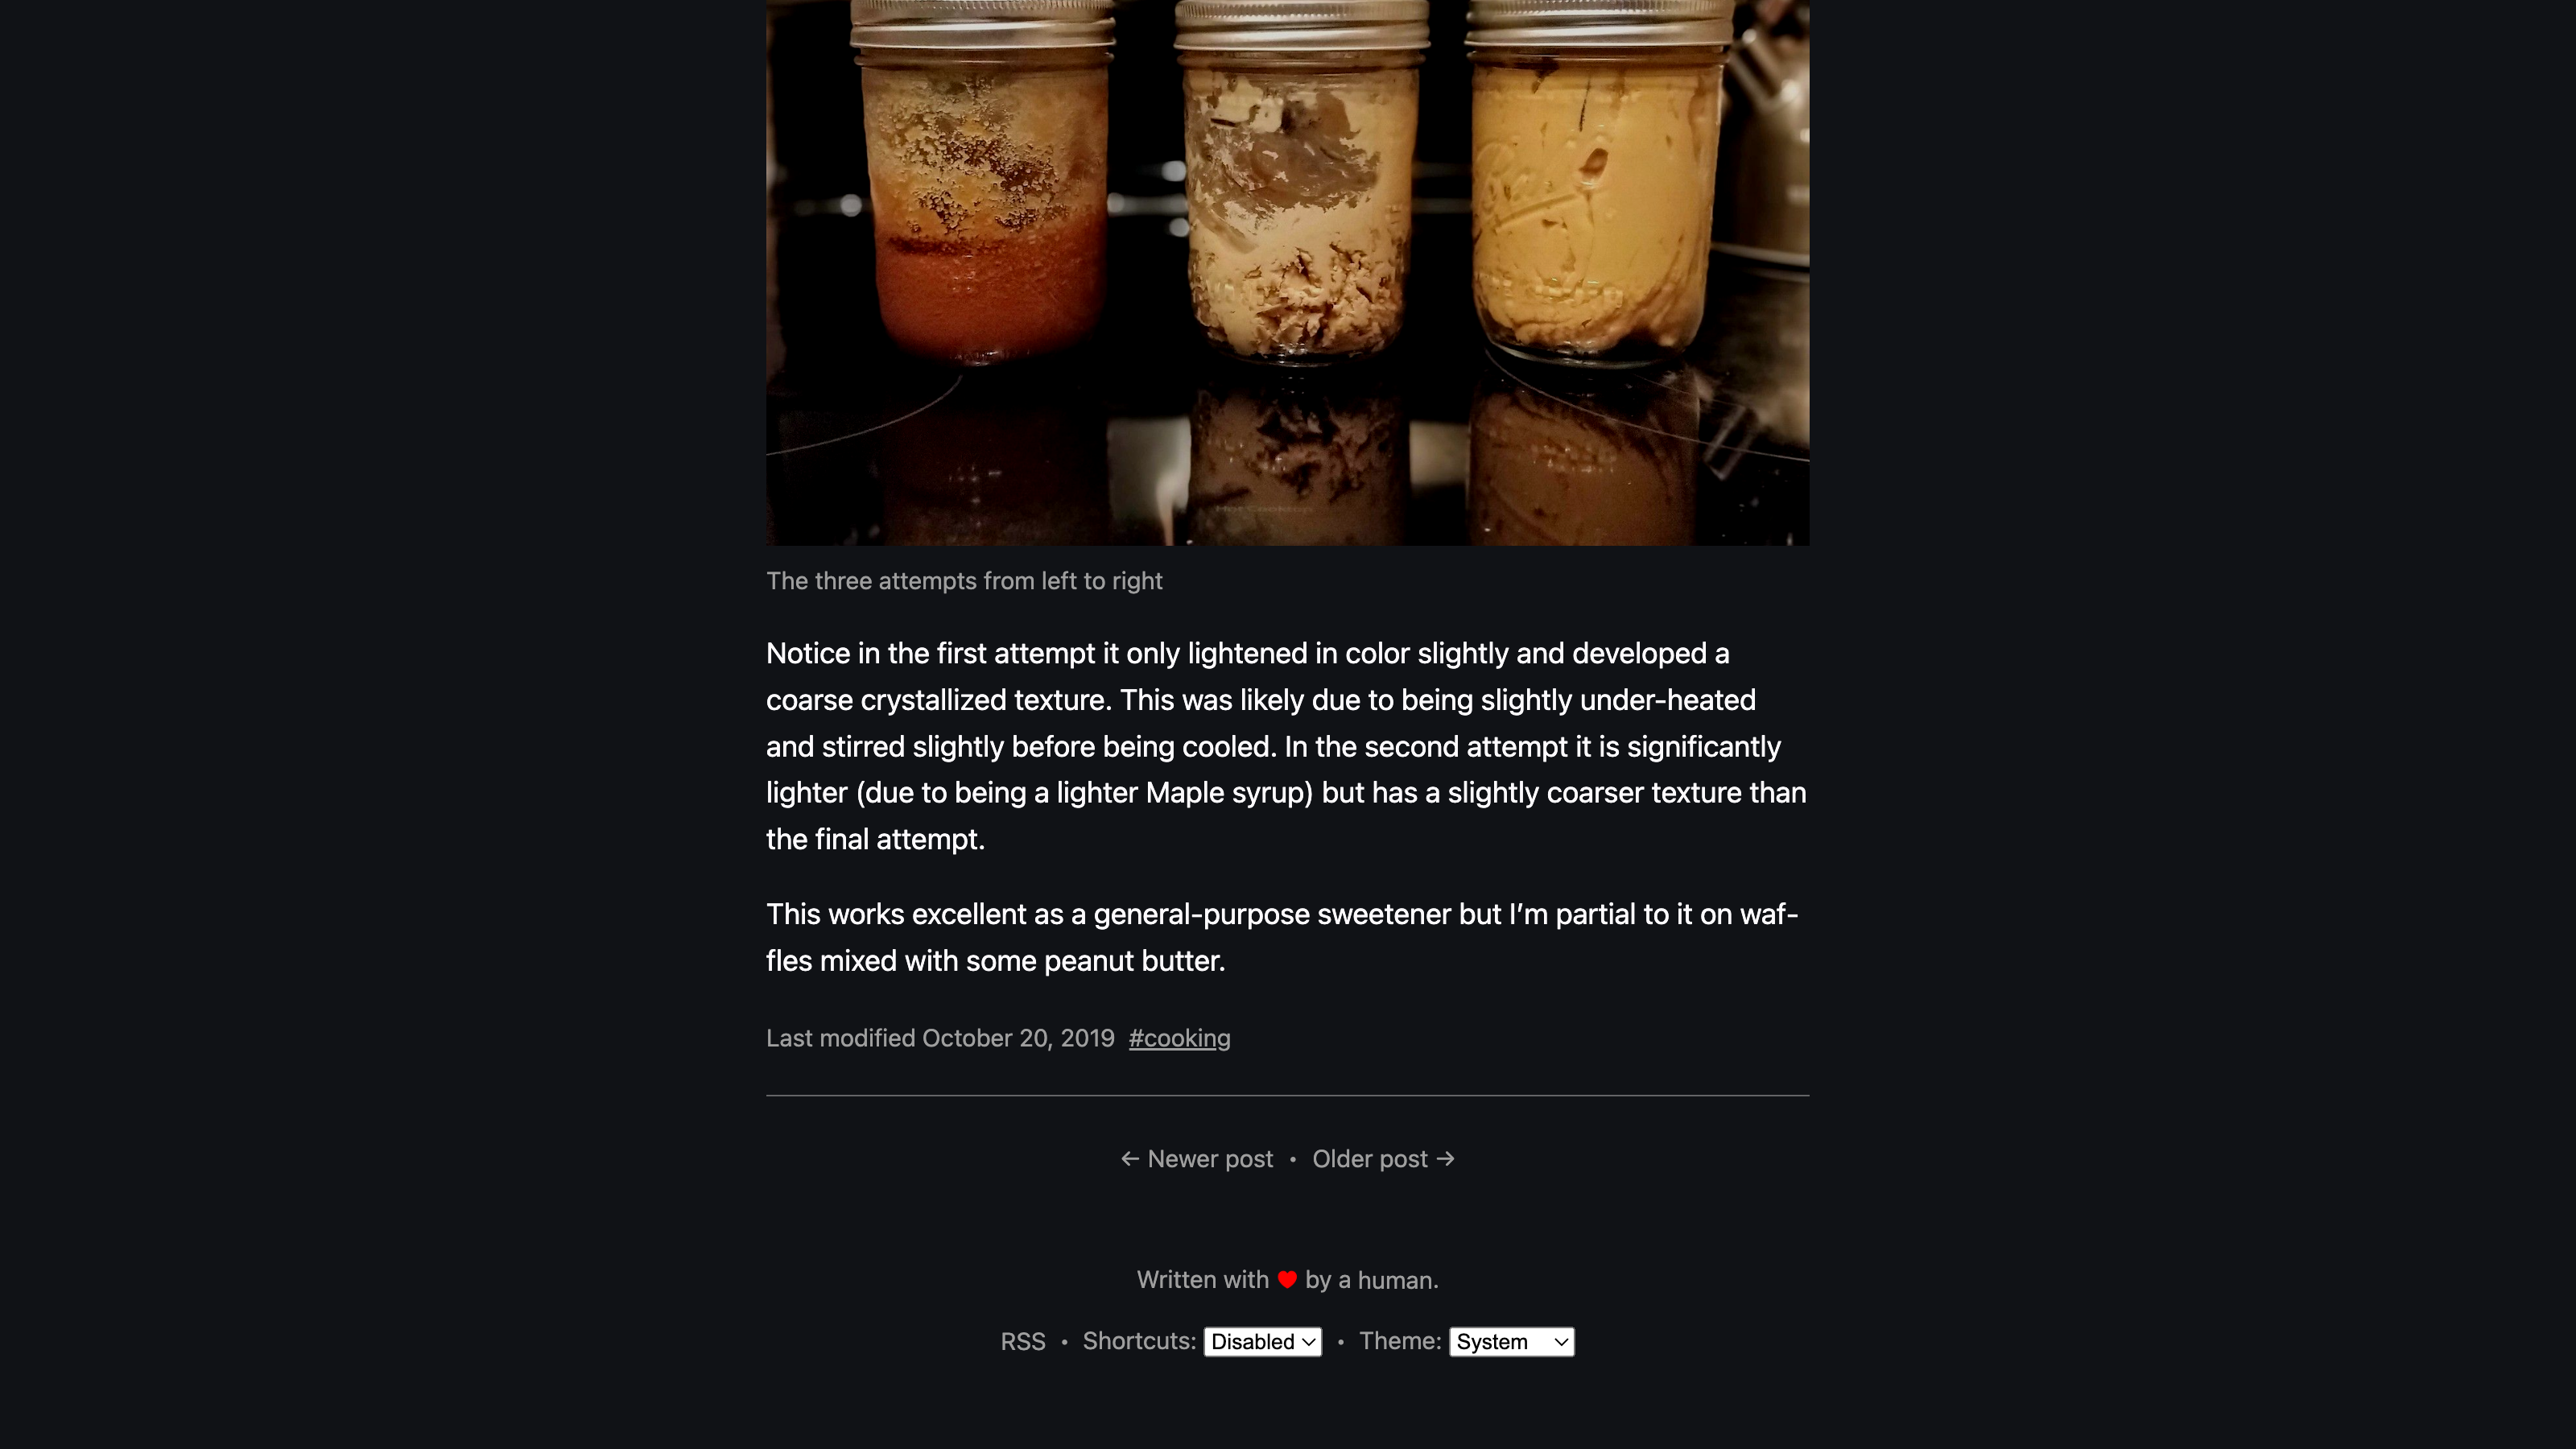 The three attempts from left to right
Notice in the first attempt it only lightened in color slightly and developed a
coarse crystallized texture. This was likely due to being slightly under-heated
and stirred slightly before being cooled. In the second attempt it is significantly
lighter (due to being a lighter Maple syrup) but has a slightly coarser texture than
the final attempt.
This works excellent as a general-purpose sweetener but I’m partial to it on waf-
fles mixed with some peanut butter.
Last modified October 20, 2019 #cooking
← Newer post • Older post →
Written with ♥ by a human.
RSS • Shortcuts: Disabled • Theme: System